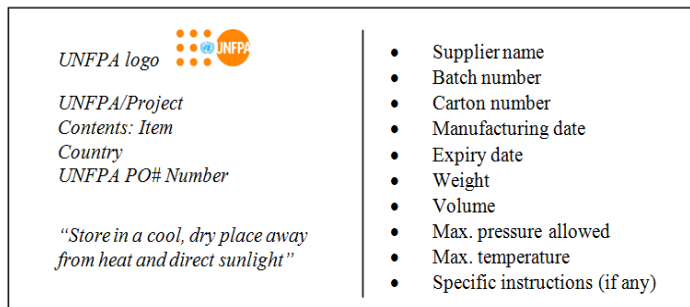 UNFPA logo
UNFPA
UNFPA/Project
Contents: Item
Country
UNFPA PO# Number
“Store in a cool, dry place away
from heat and direct sunlight”
• Supplier name
• Batch number
• Carton number
• Manufacturing date
• Expiry date
• Weight
• Volume
• Max. pressure allowed
• Max. temperature
• Specific instructions (if any)